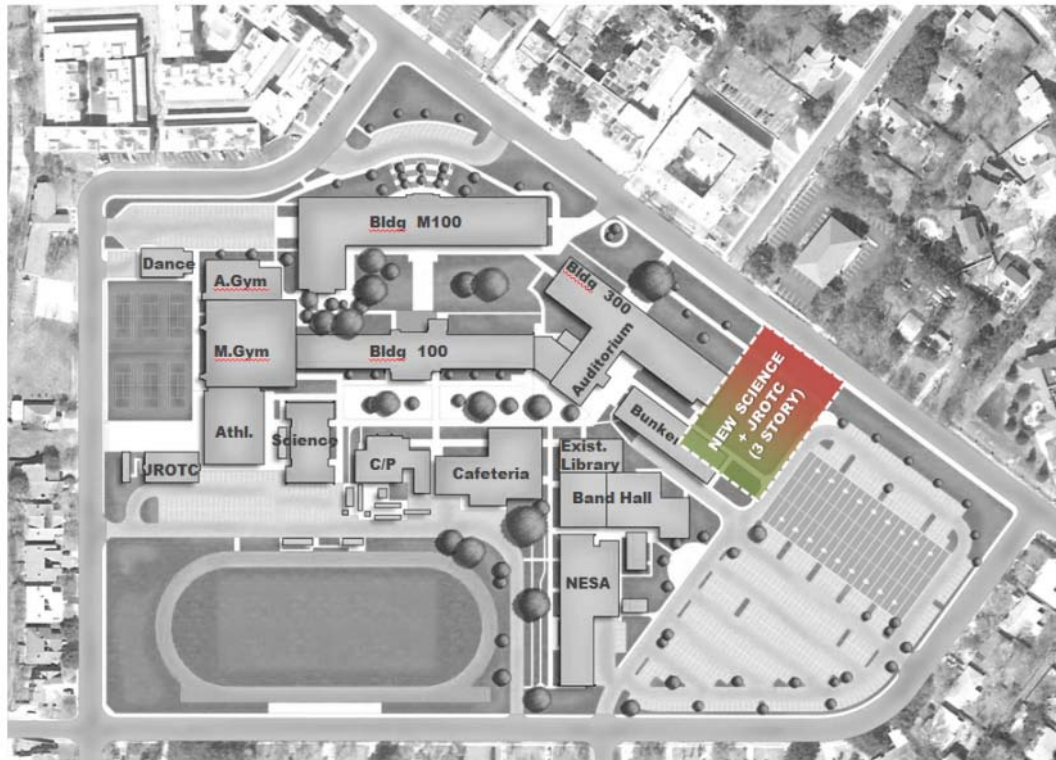 Bldg M100
Dance
A.Gym
Bldg 300
M.Gym
Bldg 100
Auditorium
NEW SCIENCE
+ JROTC
(3
STORY)
Athl.
Science
Bunker
C/P
Exist.
Library
Cafeteria
JROTC
Band Hall
NESA